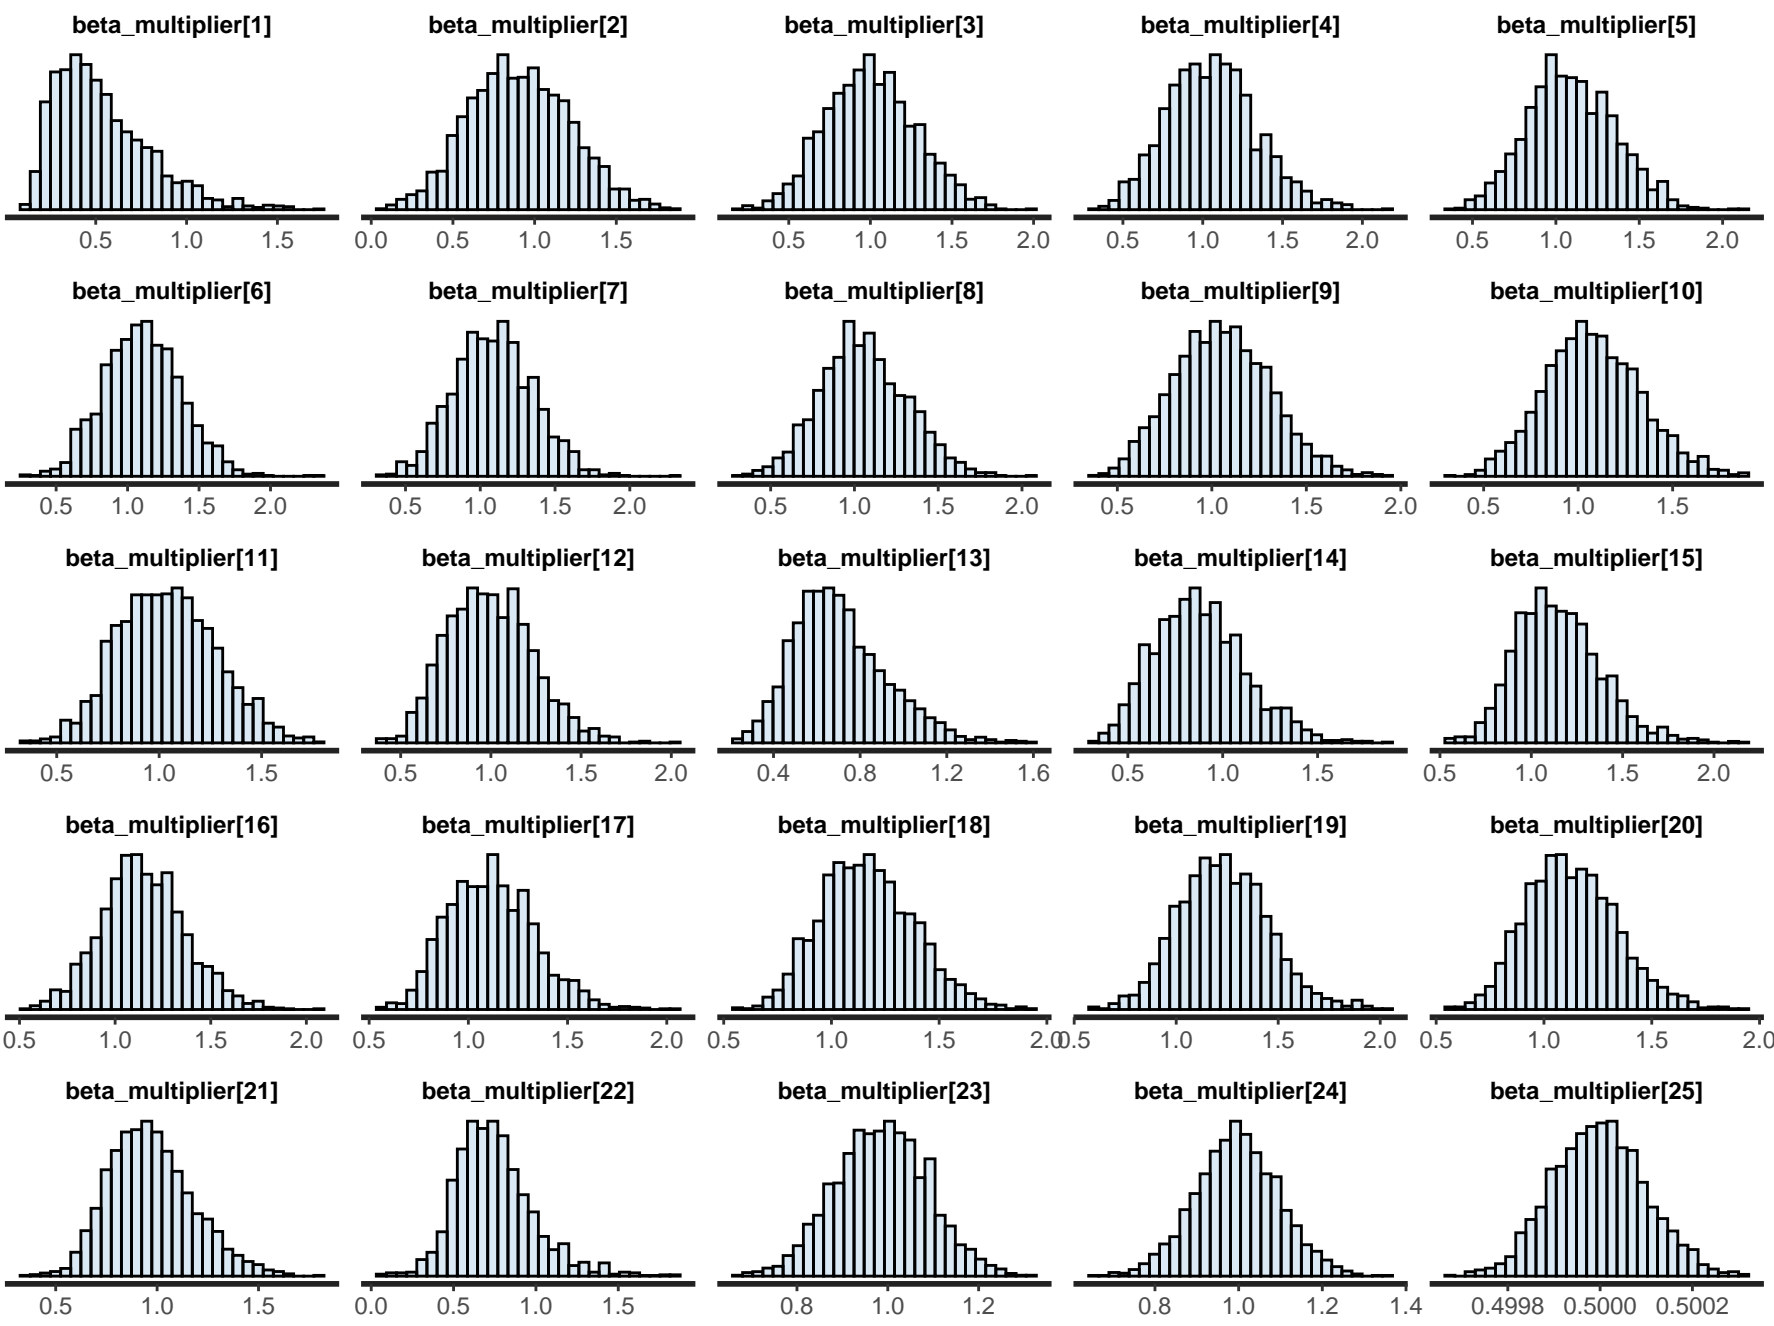 beta_multiplier[1] beta_multiplier[2] beta_multiplier[3] beta_multiplier[4] beta_multiplier[5]
0.5 1.0 1.5 0.0 0.5 1.0 1.5 0.5 1.0 1.5 2.0 0.5 1.0 1.5 2.0 0.5 1.0 1.5 2.0
beta_multiplier[6] beta_multiplier[7] beta_multiplier[8] beta_multiplier[9] beta_multiplier[10]
0.5 1.0 1.5 2.0 0.5 1.0 1.5 2.0 0.5 1.0 1.5 2.0 0.5 1.0 1.5 2.0 0.5 1.0 1.5
beta_multiplier[11] beta_multiplier[12] beta_multiplier[13] beta_multiplier[14] beta_multiplier[15]
0.5 1.0 1.5 0.5 1.0 1.5 2.0 0.4 0.8 1.2 1.6 0.5 1.0 1.5 0.5 1.0 1.5 2.0
beta_multiplier[16] beta_multiplier[17] beta_multiplier[18] beta_multiplier[19] beta_multiplier[20]
0.5 1.0 1.5 2.0 0.5 1.0 1.5 2.0 0.5 1.0 1.5 2.0 0.5 1.0 1.5 2.0 0.5 1.0 1.5 2.0
beta_multiplier[21] beta_multiplier[22] beta_multiplier[23] beta_multiplier[24] beta_multiplier[25]
0.5 1.0 1.5 0.0 0.5 1.0 1.5 0.8 1.0 1.2 0.8 1.0 1.2 1.4 0.4998 0.5000 0.5002